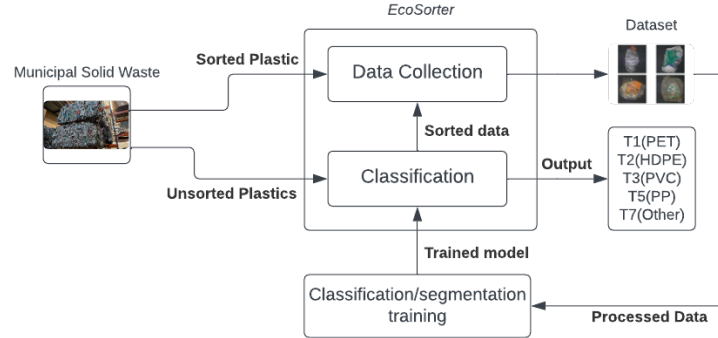 EcoSorter
Dataset
Municipal Solid Waste
Sorted Plastic
Data Collection
Sorted data
Unsorted Plastics
Classification
Output
T1(PET)
T2(HDPE)
T3(PVC)
T5(PP)
T7(Other)
Trained model
Classification/segmentation
training
Processed Data